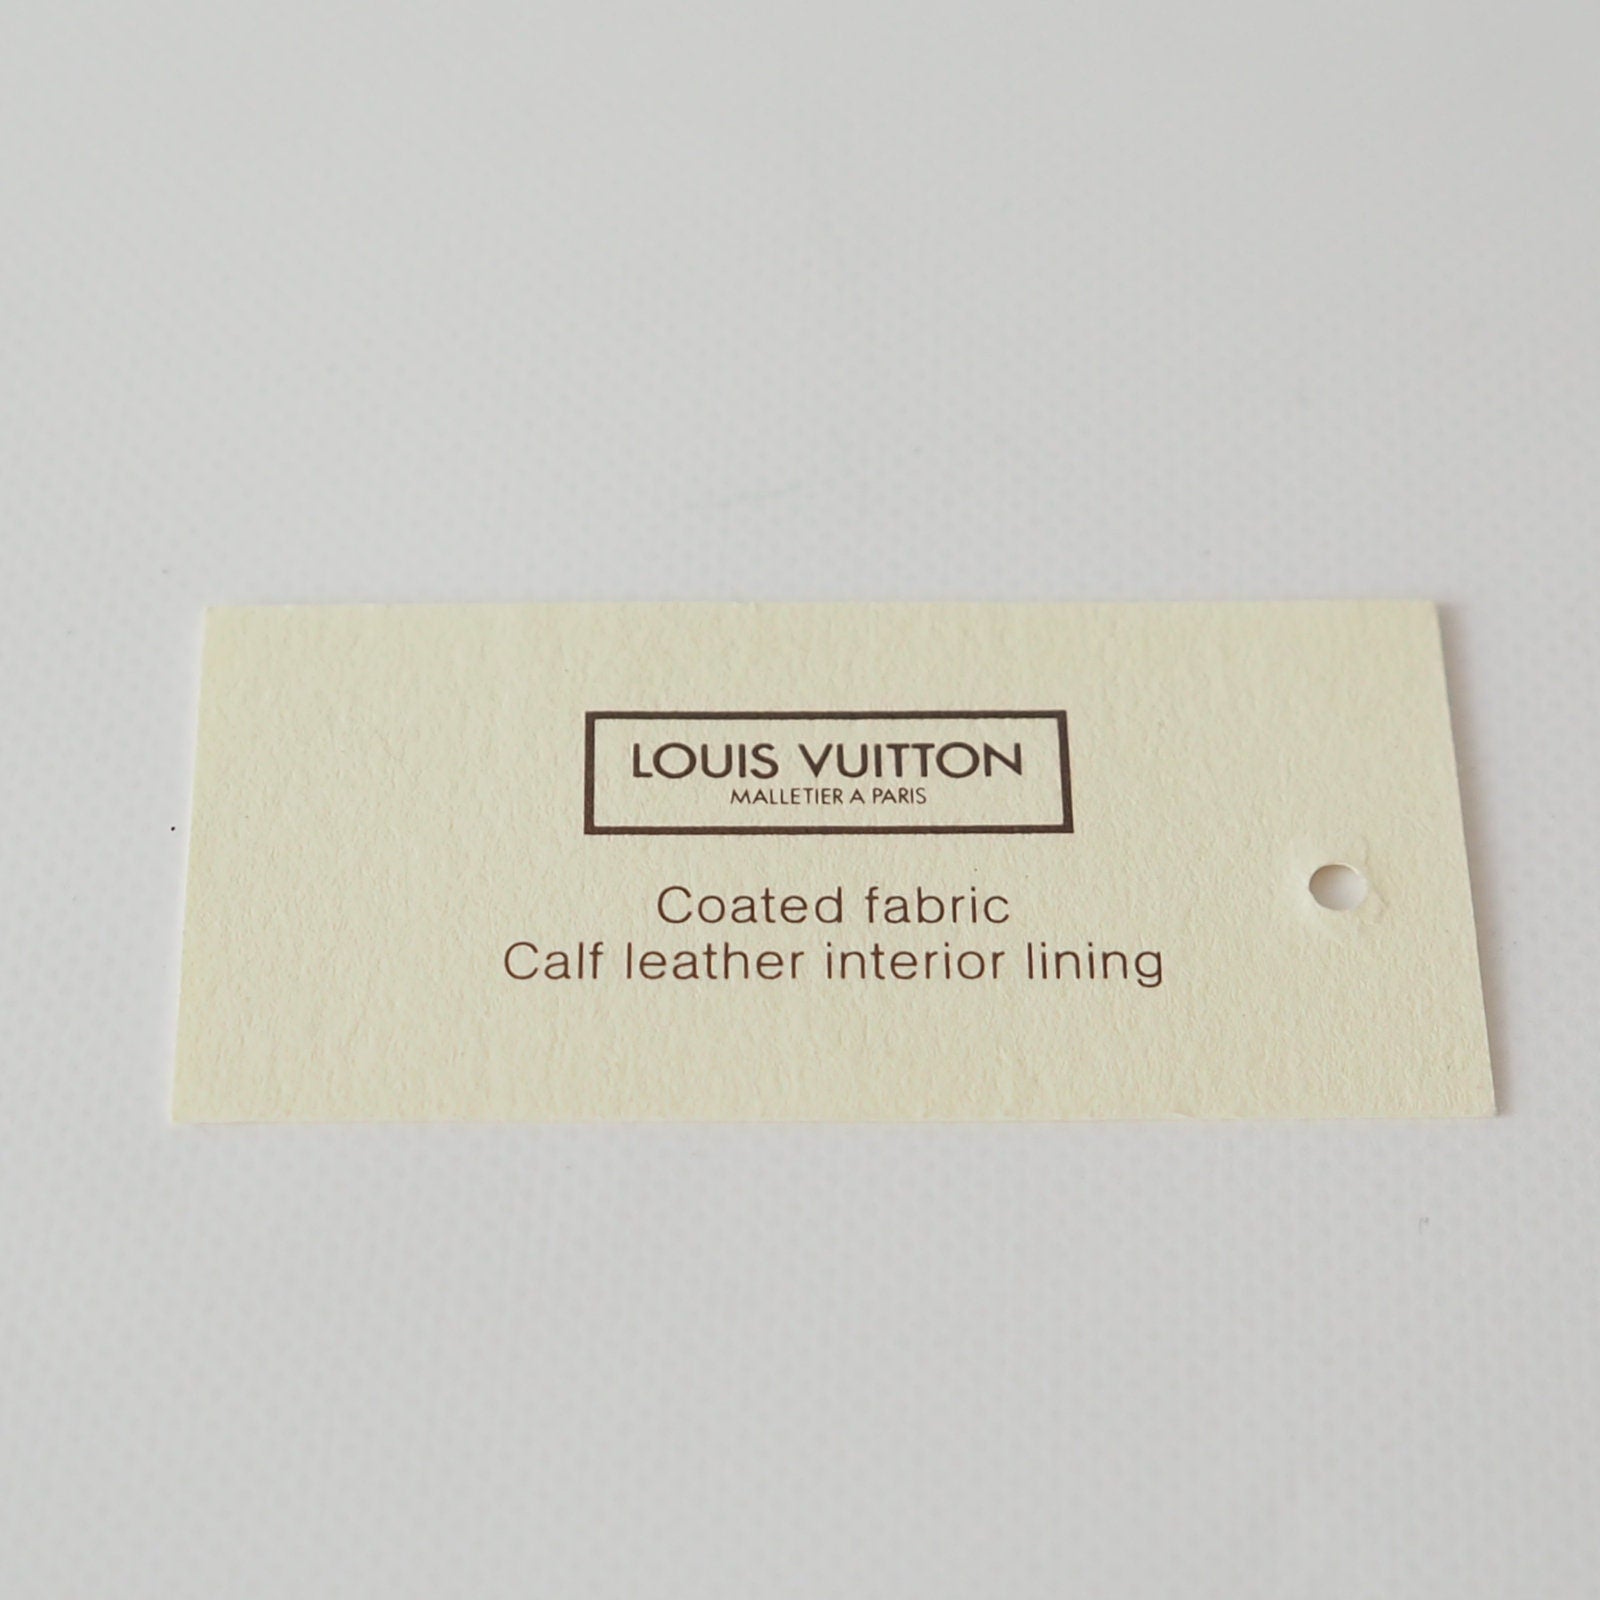 LOUIS VUITTON
MALLETIER A PARIS
Coated fabric
Calf leather interior lining